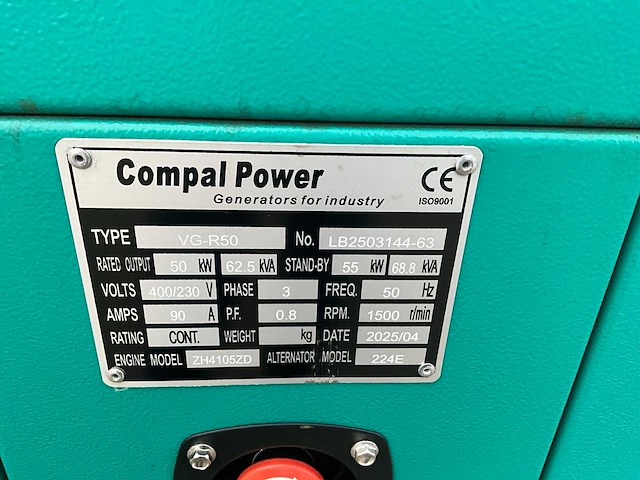 Compal Power CE
Generators for industry ISO9001
TYPE VG-R50 No. LB2503144-63
RATED OUTPUT 50 kW 62.5 kVA STAND-BY 55 kW 68.8 kVA
VOLTS 400/230 V PHASE 3 FREQ. 50 Hz
AMPS 90 A P.F. 0.8 RPM. 1500 r/min
RATING CONT. WEIGHT kg DATE 2025/04
ENGINE MODEL ZH4105ZD ALTERNATOR MODEL 224E